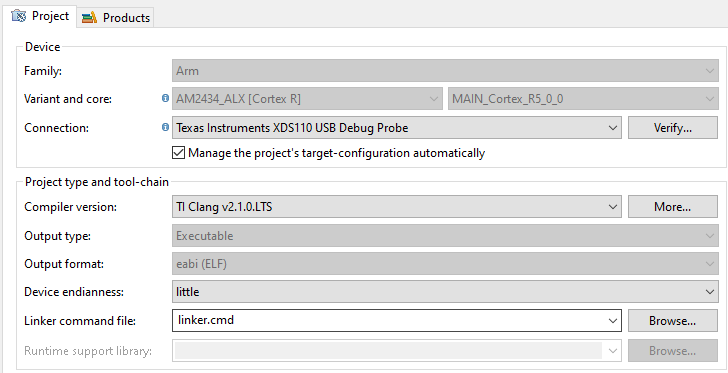 Project Products
Device
Family: Arm
Variant and core: AM2434_ALX [Cortex R] MAIN_Cortex_R5_0_0
Connection: Texas Instruments XDS110 USB Debug Probe Verify...
Manage the project's target-configuration automatically
Project type and tool-chain
Compiler version: TI Clang v2.1.0.LTS More...
Output type: Executable
Output format: eabi (ELF)
Device endianness: little
Linker command file: linker.cmd Browse...
Runtime support library: Browse...